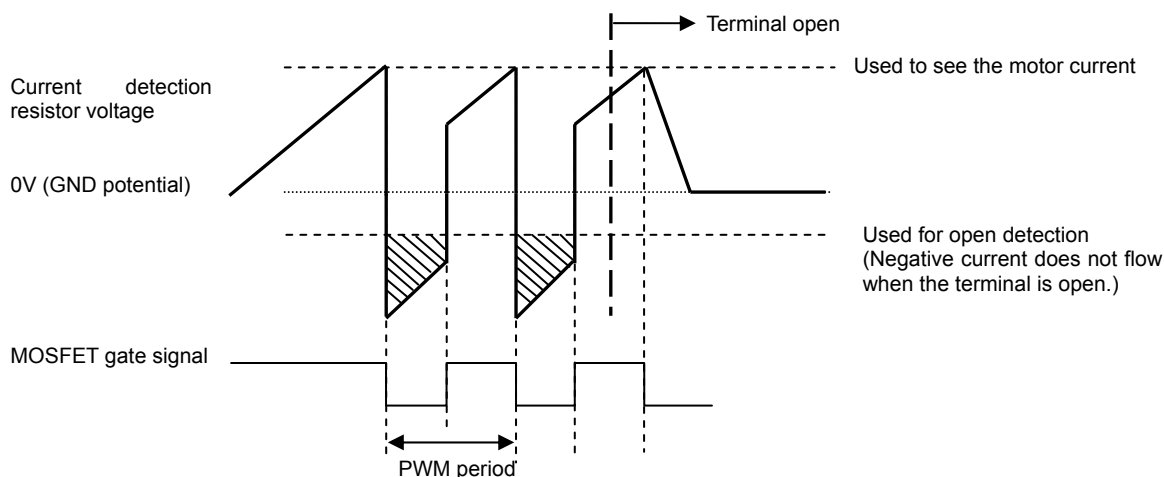 Terminal open
Used to see the motor current
Current detection
resistor voltage
0V (GND potential)
Used for open detection
(Negative current does not flow
when the terminal is open.)
MOSFET gate signal
PWM period